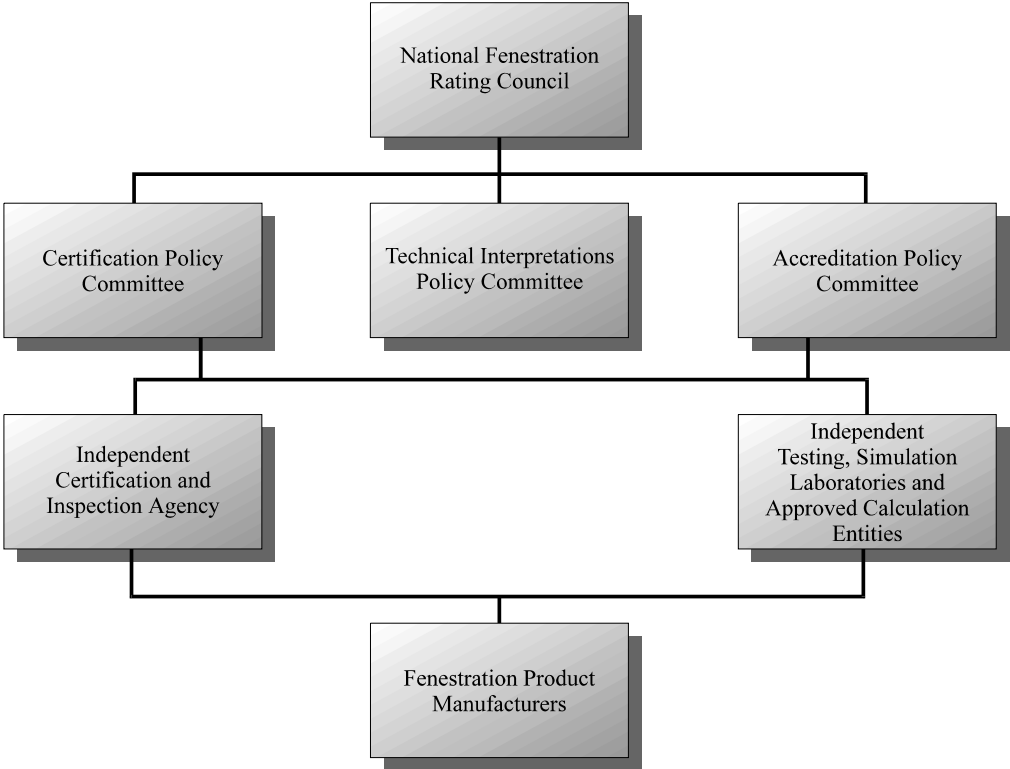 National Fenestration
Rating Council
Certification Policy
Committee
Technical Interpretations
Policy Committee
Accreditation Policy
Committee
Independent
Certification and
Inspection Agency
Independent
Testing, Simulation
Laboratories and
Approved Calculation
Entities
Fenestration Product
Manufacturers